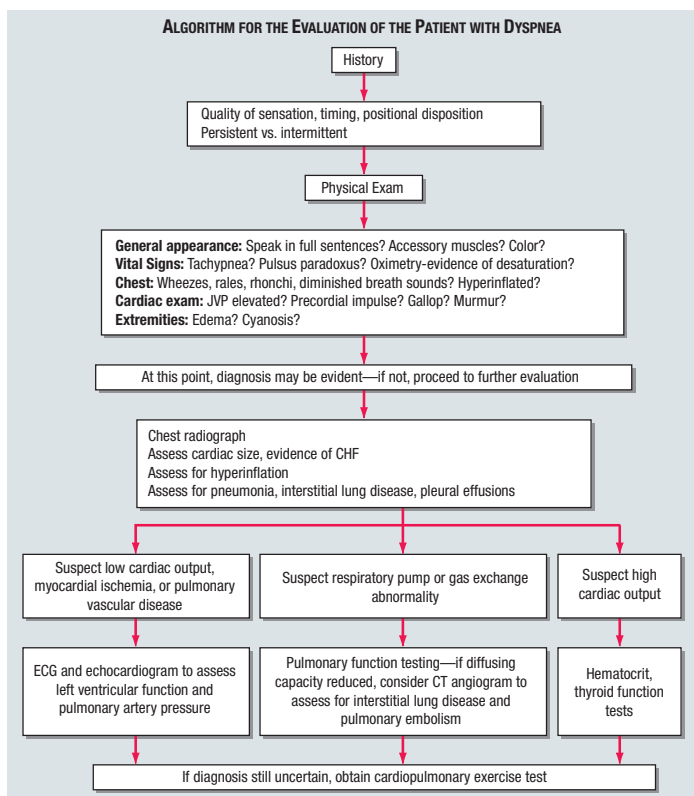 ALGORITHM FOR THE EVALUATION OF THE PATIENT WITH DYSPNEA
History
Quality of sensation, timing, positional disposition
Persistent vs. intermittent
Physical Exam
General appearance: Speak in full sentences? Accessory muscles? Color?
Vital Signs: Tachypnea? Pulsus paradoxus? Oximetry-evidence of desaturation?
Chest: Wheezes, rales, rhonchi, diminished breath sounds? Hyperinflated?
Cardiac exam: JVP elevated? Precordial impulse? Gallop? Murmur?
Extremities: Edema? Cyanosis?
At this point, diagnosis may be evident—if not, proceed to further evaluation
Chest radiograph
Assess cardiac size, evidence of CHF
Assess for hyperinflation
Assess for pneumonia, interstitial lung disease, pleural effusions
Suspect low cardiac output,
myocardial ischemia, or pulmonary
vascular disease
Suspect respiratory pump or gas exchange
abnormality
Suspect high
cardiac output
ECG and echocardiogram to assess
left ventricular function and
pulmonary artery pressure
Pulmonary function testing—if diffusing
capacity reduced, consider CT angiogram to
assess for interstitial lung disease and
pulmonary embolism
Hematocrit,
thyroid function
tests
If diagnosis still uncertain, obtain cardiopulmonary exercise test